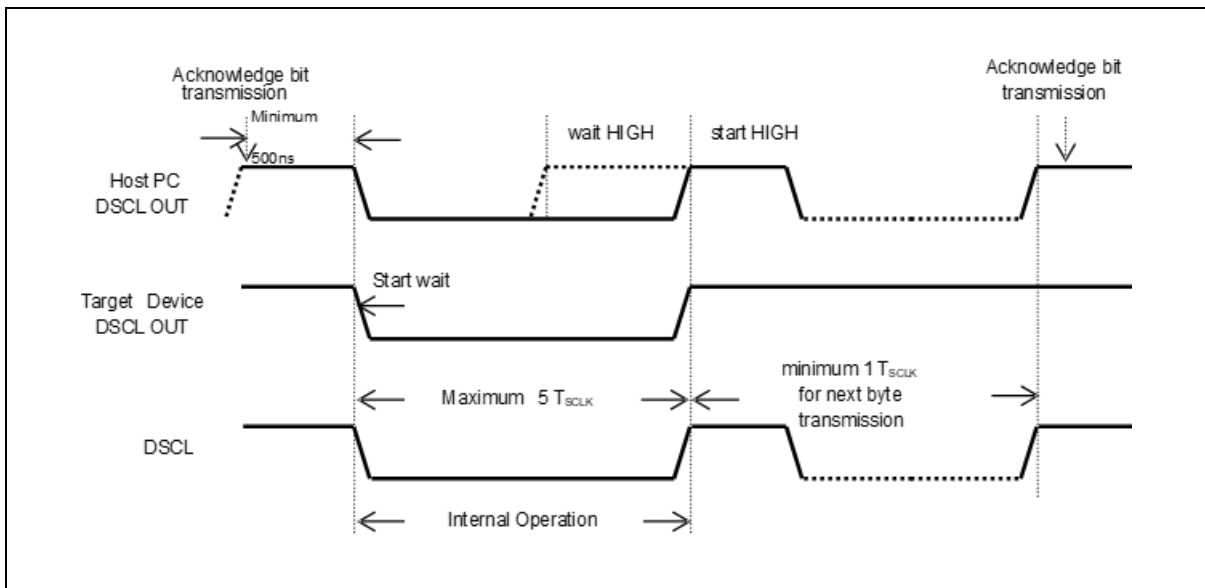 Acknowledge bit
transmission
Minimum
500ns
Acknowledge bit
transmission
wait HIGH
start HIGH
Host PC
DSCL OUT
Start wait
Target Device
DSCL OUT
Maximum 5 TSCLK
minimum 1 TSCLK
for next byte
transmission
DSCL
Internal Operation